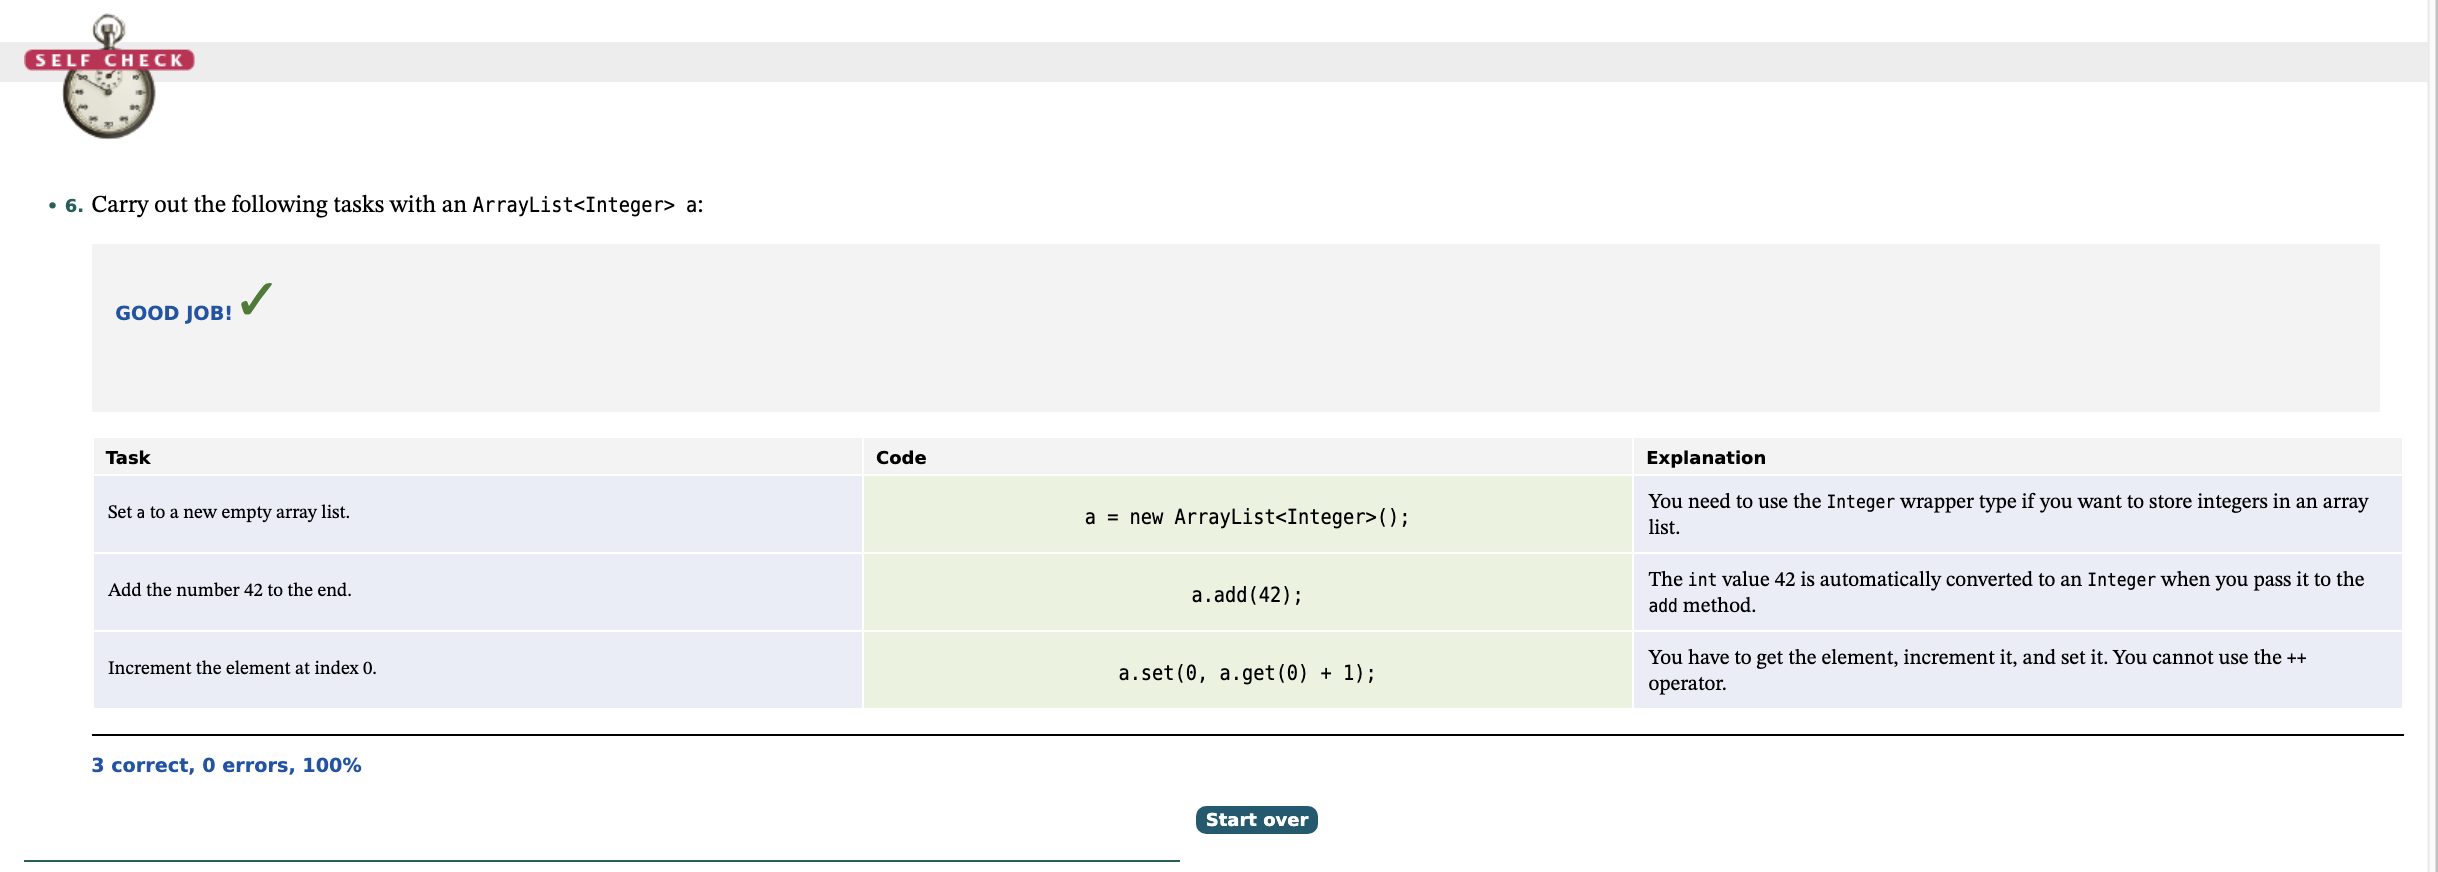 SELF CHECK
• 6. Carry out the following tasks with an ArrayList<Integer> a:
GOOD JOB! ✓
Task Code Explanation
Set a to a new empty array list.
a = new ArrayList<Integer>();
You need to use the Integer wrapper type if you want to store integers in an array
list.
Add the number 42 to the end.
a.add(42);
The int value 42 is automatically converted to an Integer when you pass it to the
add method.
Increment the element at index 0.
a.set(0, a.get(0) + 1);
You have to get the element, increment it, and set it. You cannot use the ++
operator.
3 correct, 0 errors, 100%
Start over